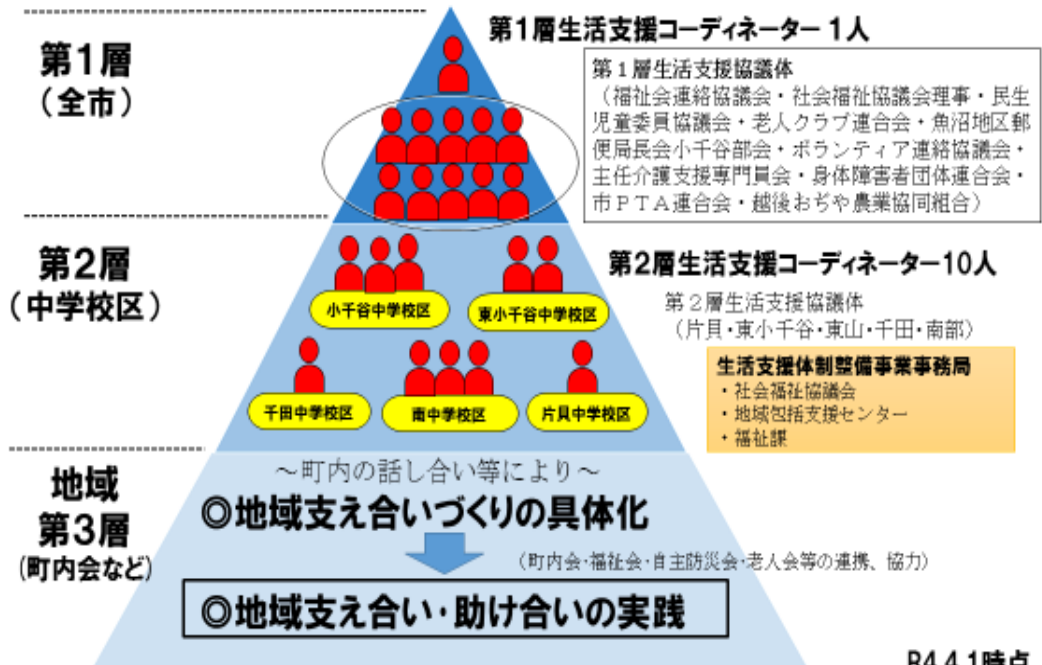 第1層
（全市）
第1層生活支援コーディネーター 1人
第１層生活支援協議体
（福祉会連絡協議会・社会福祉協議会理事・民生
児童委員協議会・老人クラブ連合会・魚沼地区郵
便局長会小千谷部会・ボランティア連絡協議会・
主任介護支援専門員会・身体障害者団体連合会・
市ＰＴＡ連合会・越後おぢや農業協同組合）
第2層
（中学校区）
小千谷中学校区
東小千谷中学校区
千田中学校区
南中学校区
片貝中学校区
第2層生活支援コーディネーター10人
第２層生活支援協議体
（片貝・東小千谷・東山・千田・南部）
生活支援体制整備事業事務局
・社会福祉協議会
・地域包括支援センター
・福祉課
地域
第3層
(町内会など)
～町内の話し合い等により～
◎地域支え合いづくりの具体化
（町内会・福祉会・自主防災会・老人会等の連携、協力）
◎地域支え合い・助け合いの実践
R4.4.1時点